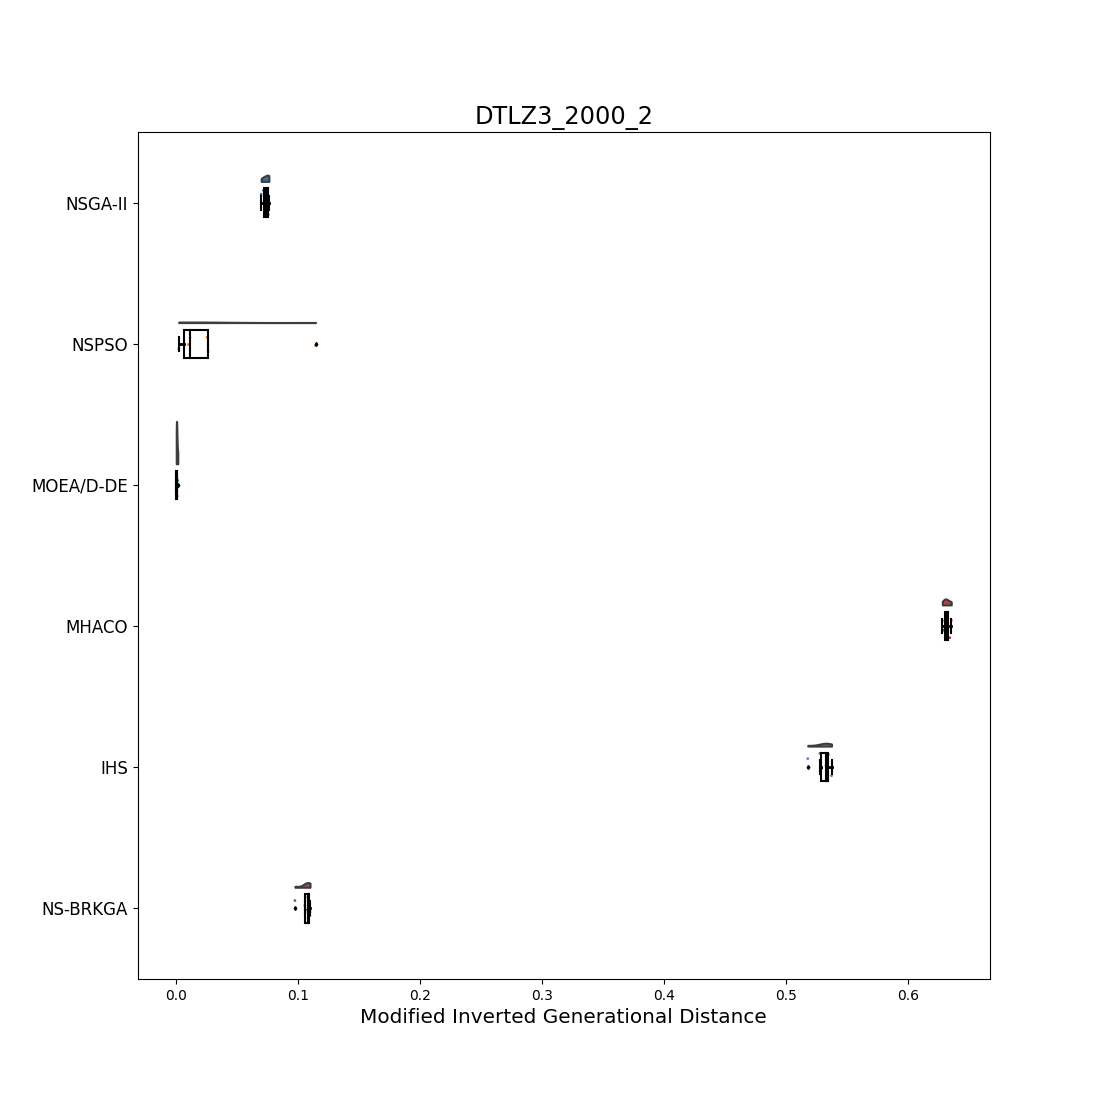 DTLZ3_2000_2
NSGA-II
NSPSO
MOEA/D-DE
MHACO
IHS
NS-BRKGA
0.0 0.1 0.2 0.3 0.4 0.5 0.6
Modified Inverted Generational Distance